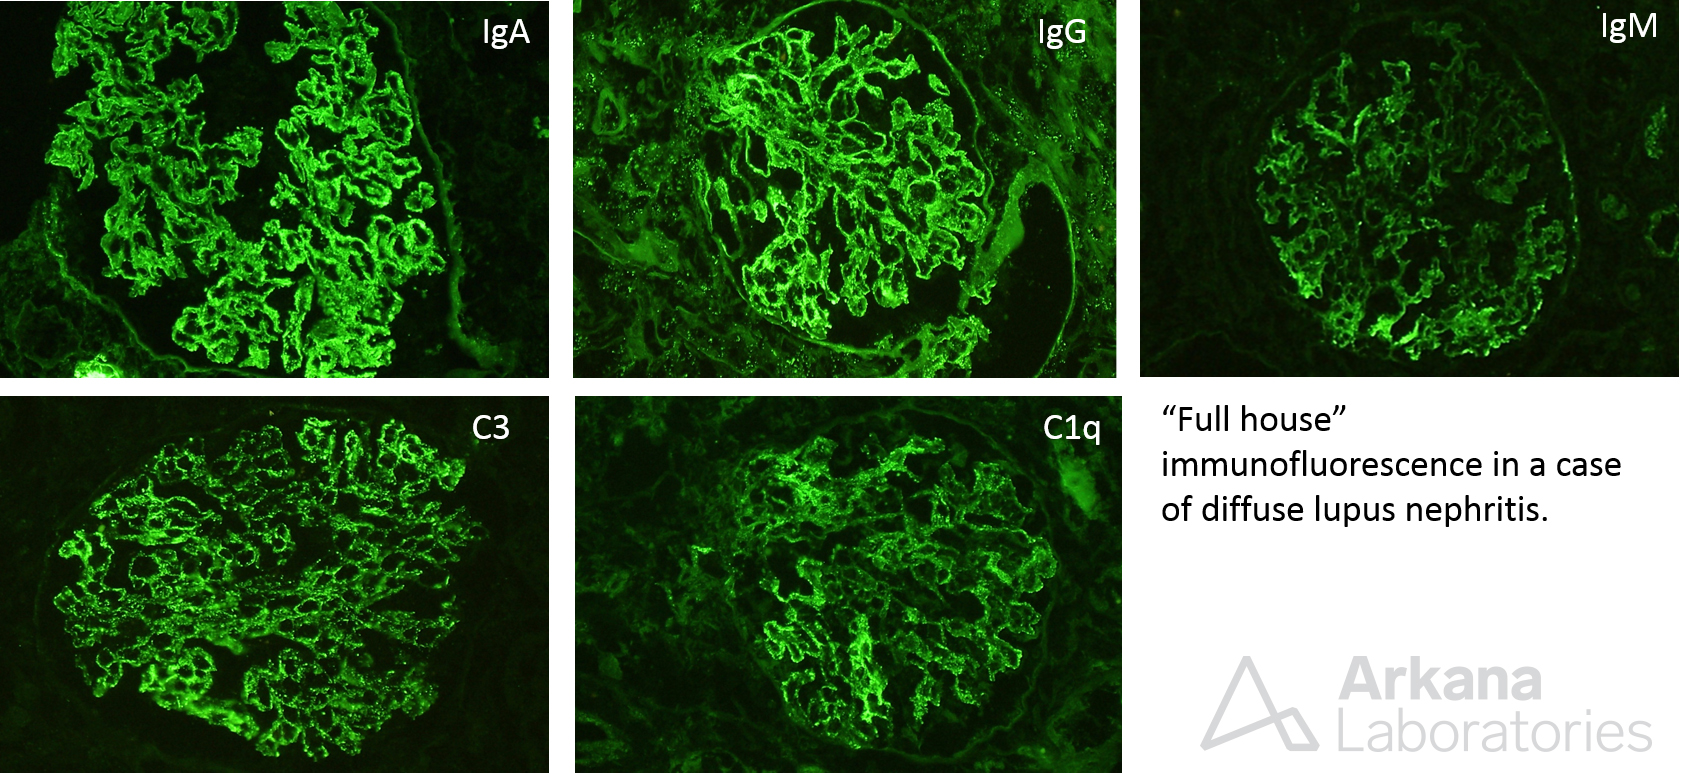 IgA
IgG
IgM
C3
C1q
“Full house”
immunofluorescence in a case
of diffuse lupus nephritis.
Arkana
Laboratories